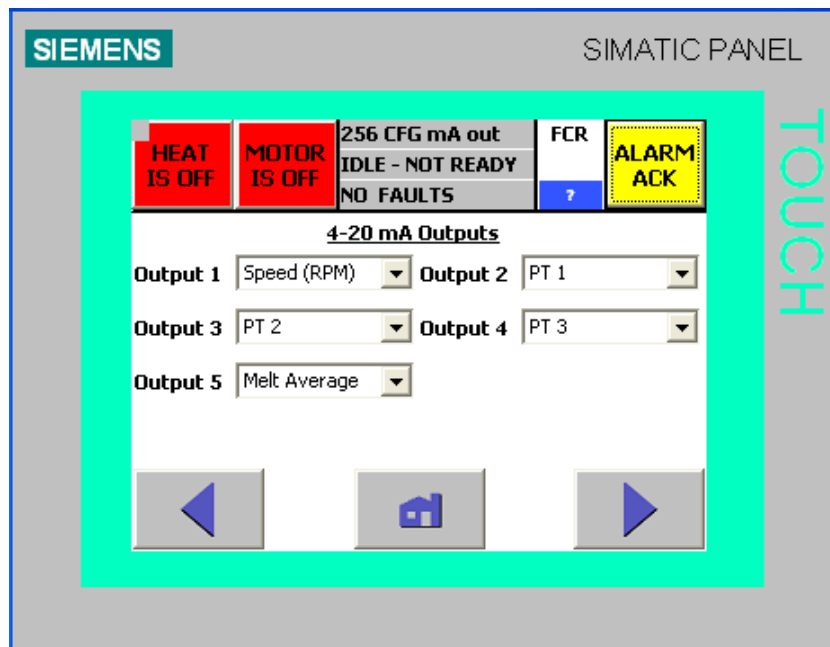 SIEMENS
SIMATIC PANEL
TOUCH
HEAT
IS OFF
MOTOR
IS OFF
256 CFG mA out
IDLE - NOT READY
NO FAULTS
FCR
?
ALARM
ACK
4-20 mA Outputs
Output 1 Speed (RPM) Output 2 PT 1
Output 3 PT 2 Output 4 PT 3
Output 5 Melt Average